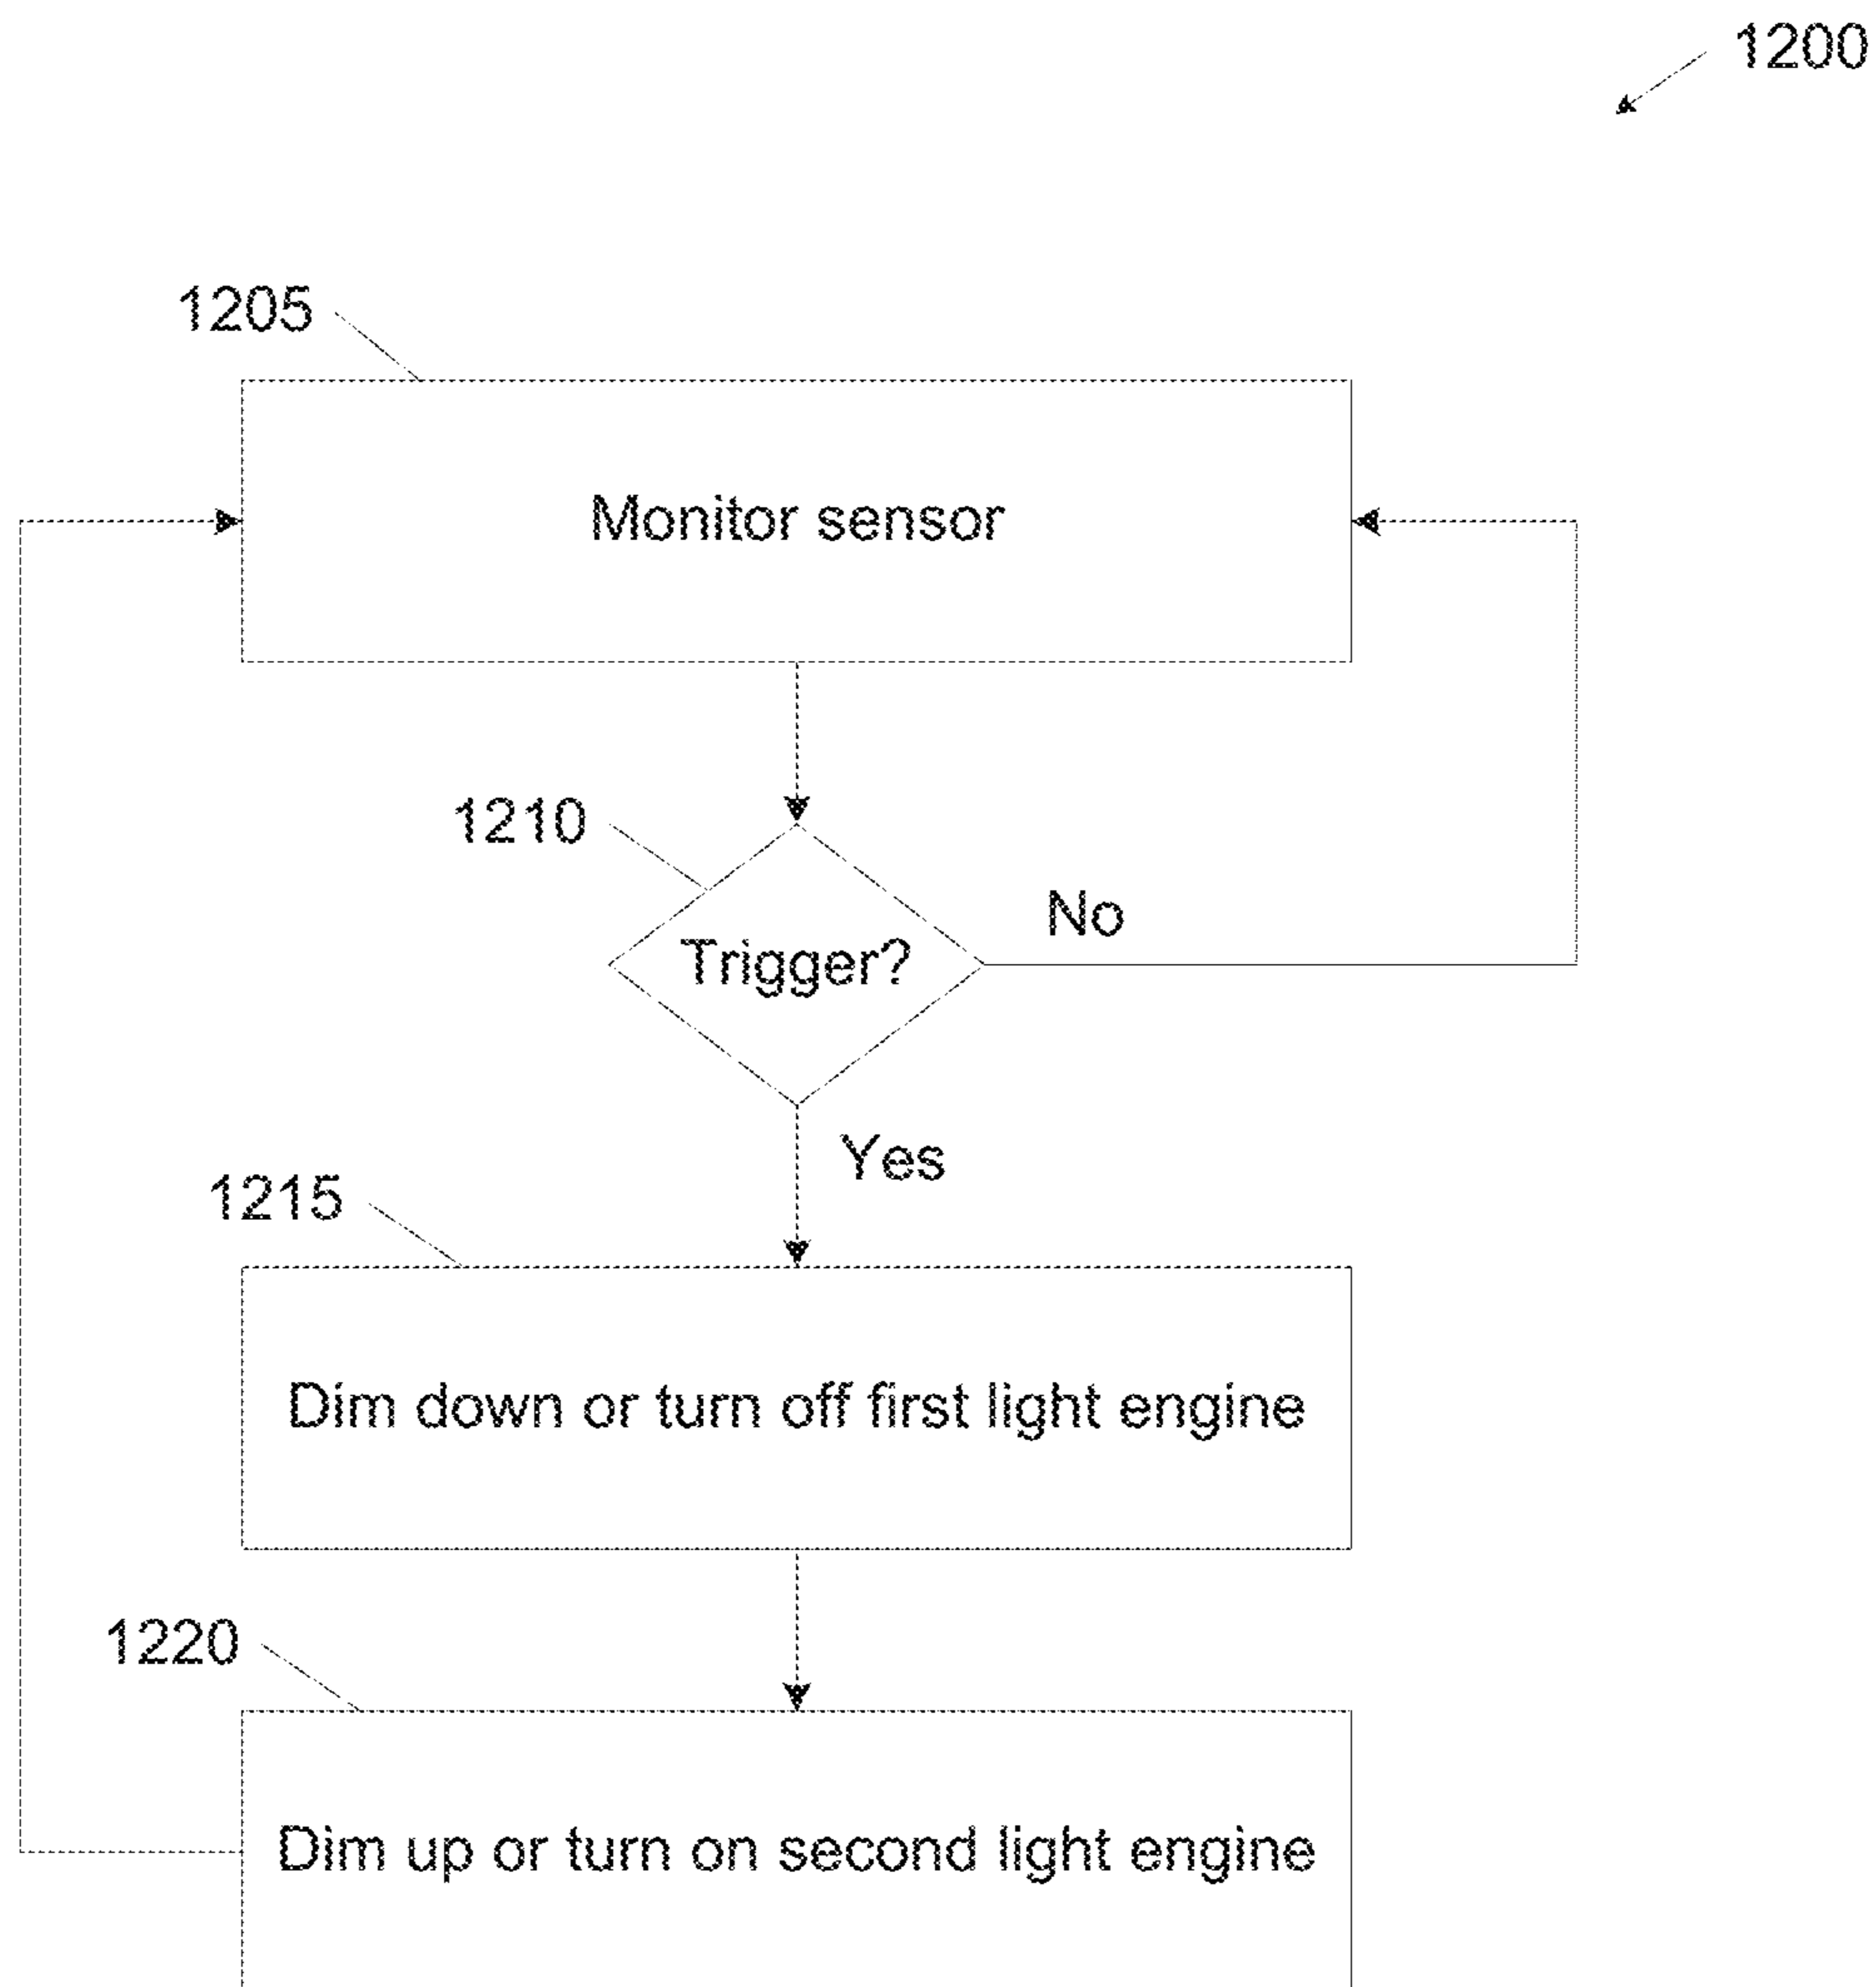 1200
1205
Monitor sensor
1210
No
Trigger?
Yes
1215
Dim down or turn off first light engine
1220
Dim up or turn on second light engine